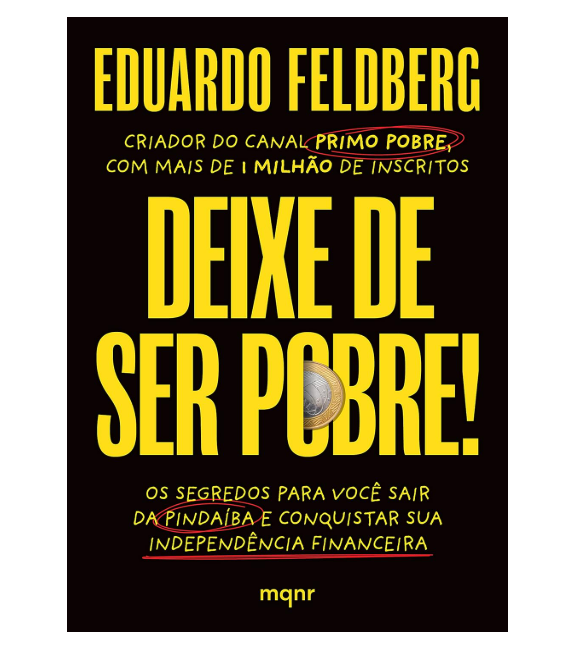 EDUARDO FELDBERG
CRIADOR DO CANAL PRIMO POBRE,
COM MAIS DE 1 MILHÃO DE INSCRITOS
DEIXE DE
SER POBRE!
OS SEGREDOS PARA VOCÊ SAIR
DA PINDAÍBA E CONQUISTAR SUA
INDEPENDÊNCIA FINANCEIRA
mqnr